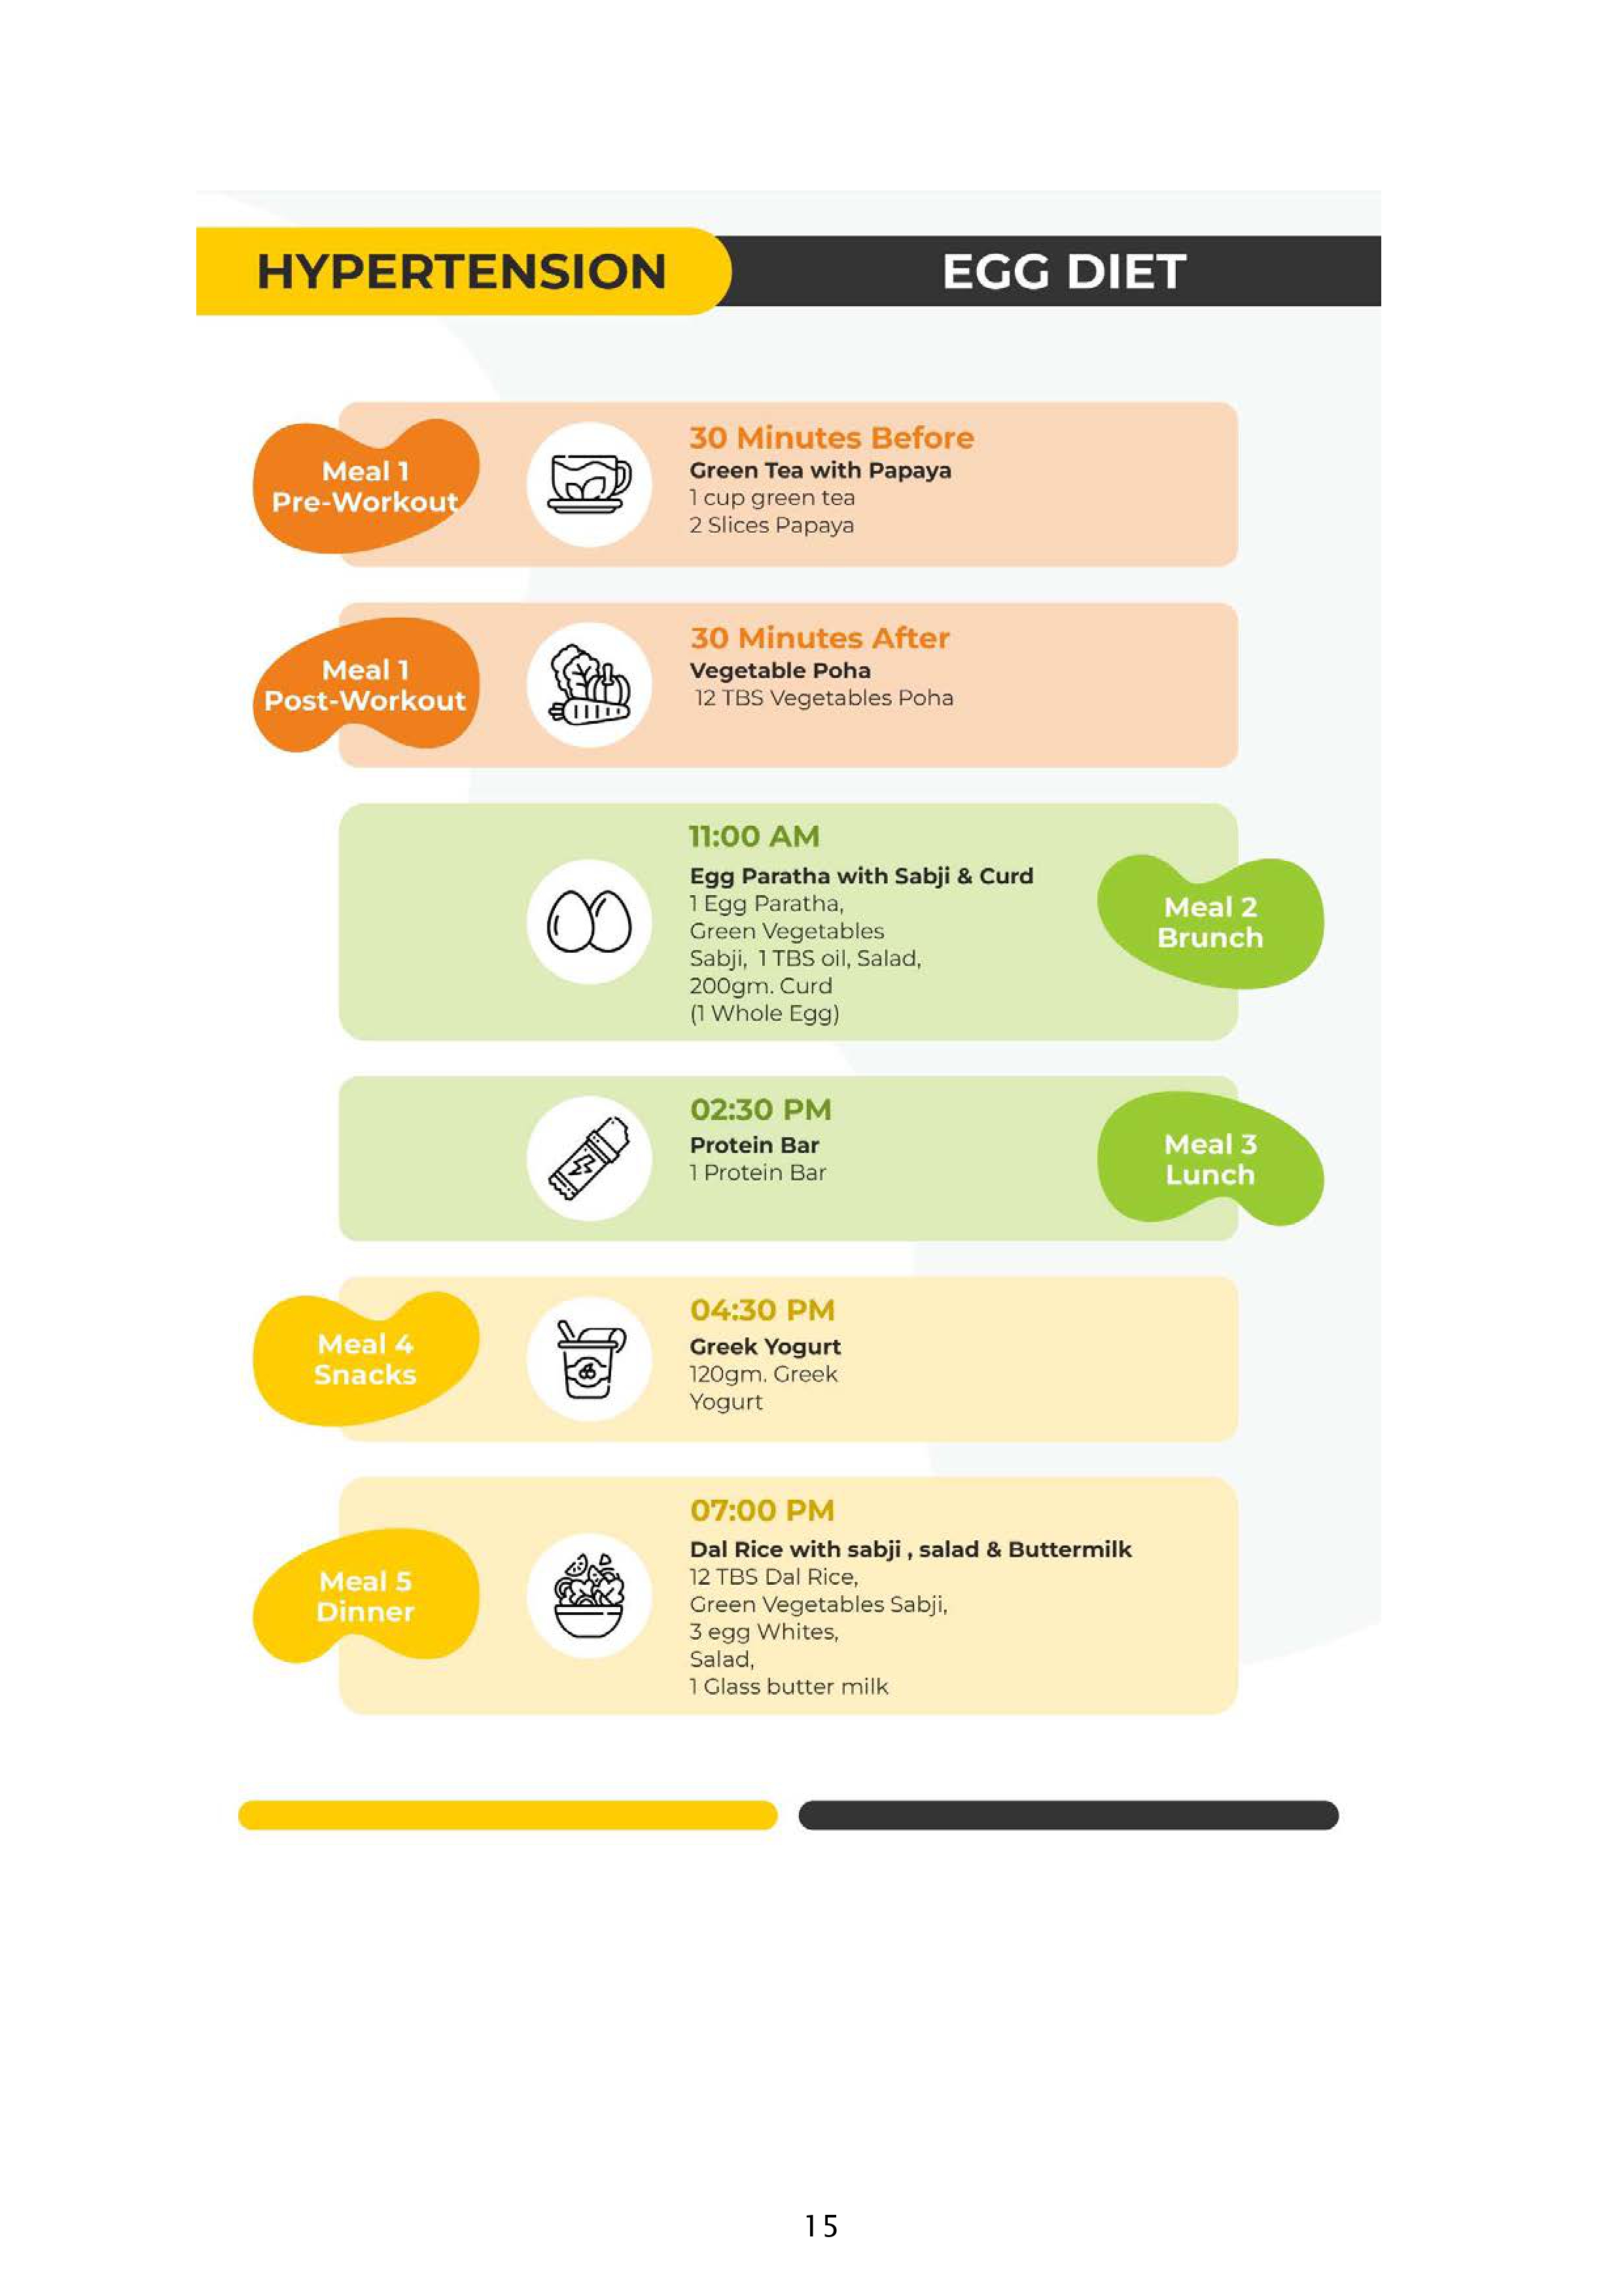 HYPERTENSION
EGG DIET
Meal 1
Pre-Workout
30 Minutes Before
Green Tea with Papaya
1 cup green tea
2 Slices Papaya
Meal 1
Post-Workout
30 Minutes After
Vegetable Poha
12 TBS Vegetables Poha
11:00 AM
Egg Paratha with Sabji & Curd
1 Egg Paratha,
Green Vegetables
Sabji, 1 TBS oil, Salad,
200gm. Curd
(1 Whole Egg)
Meal 2
Brunch
02:30 PM
Protein Bar
1 Protein Bar
Meal 3
Lunch
Meal 4
Snacks
04:30 PM
Greek Yogurt
120gm. Greek
Yogurt
Meal 5
Dinner
07:00 PM
Dal Rice with sabji , salad & Buttermilk
12 TBS Dal Rice,
Green Vegetables Sabji,
3 egg Whites,
Salad,
1 Glass butter milk
15